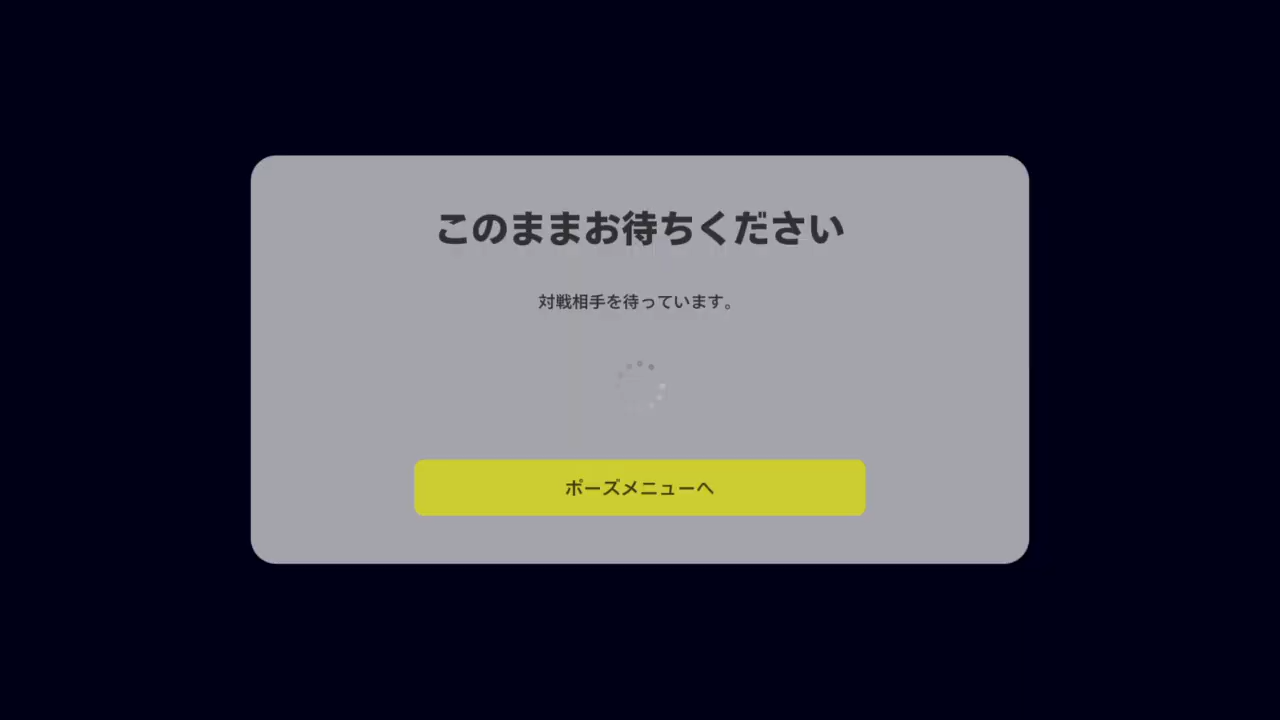 このままお待ちください
対戦相手を待っています。
ポーズメニューへ